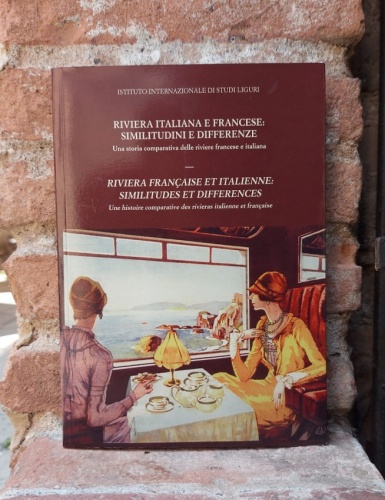 ISTITUTO INTERNAZIONALE DI STUDI LIGURI
RIVIERA ITALIANA E FRANCESE:
SIMILITUDINI E DIFFERENZE
Una storia comparativa delle riviere francese e italiana
—
RIVIERA FRANÇAISE ET ITALIENNE:
SIMILITUDES ET DIFFERENCES
Une histoire comparative des rivieras italienne et française